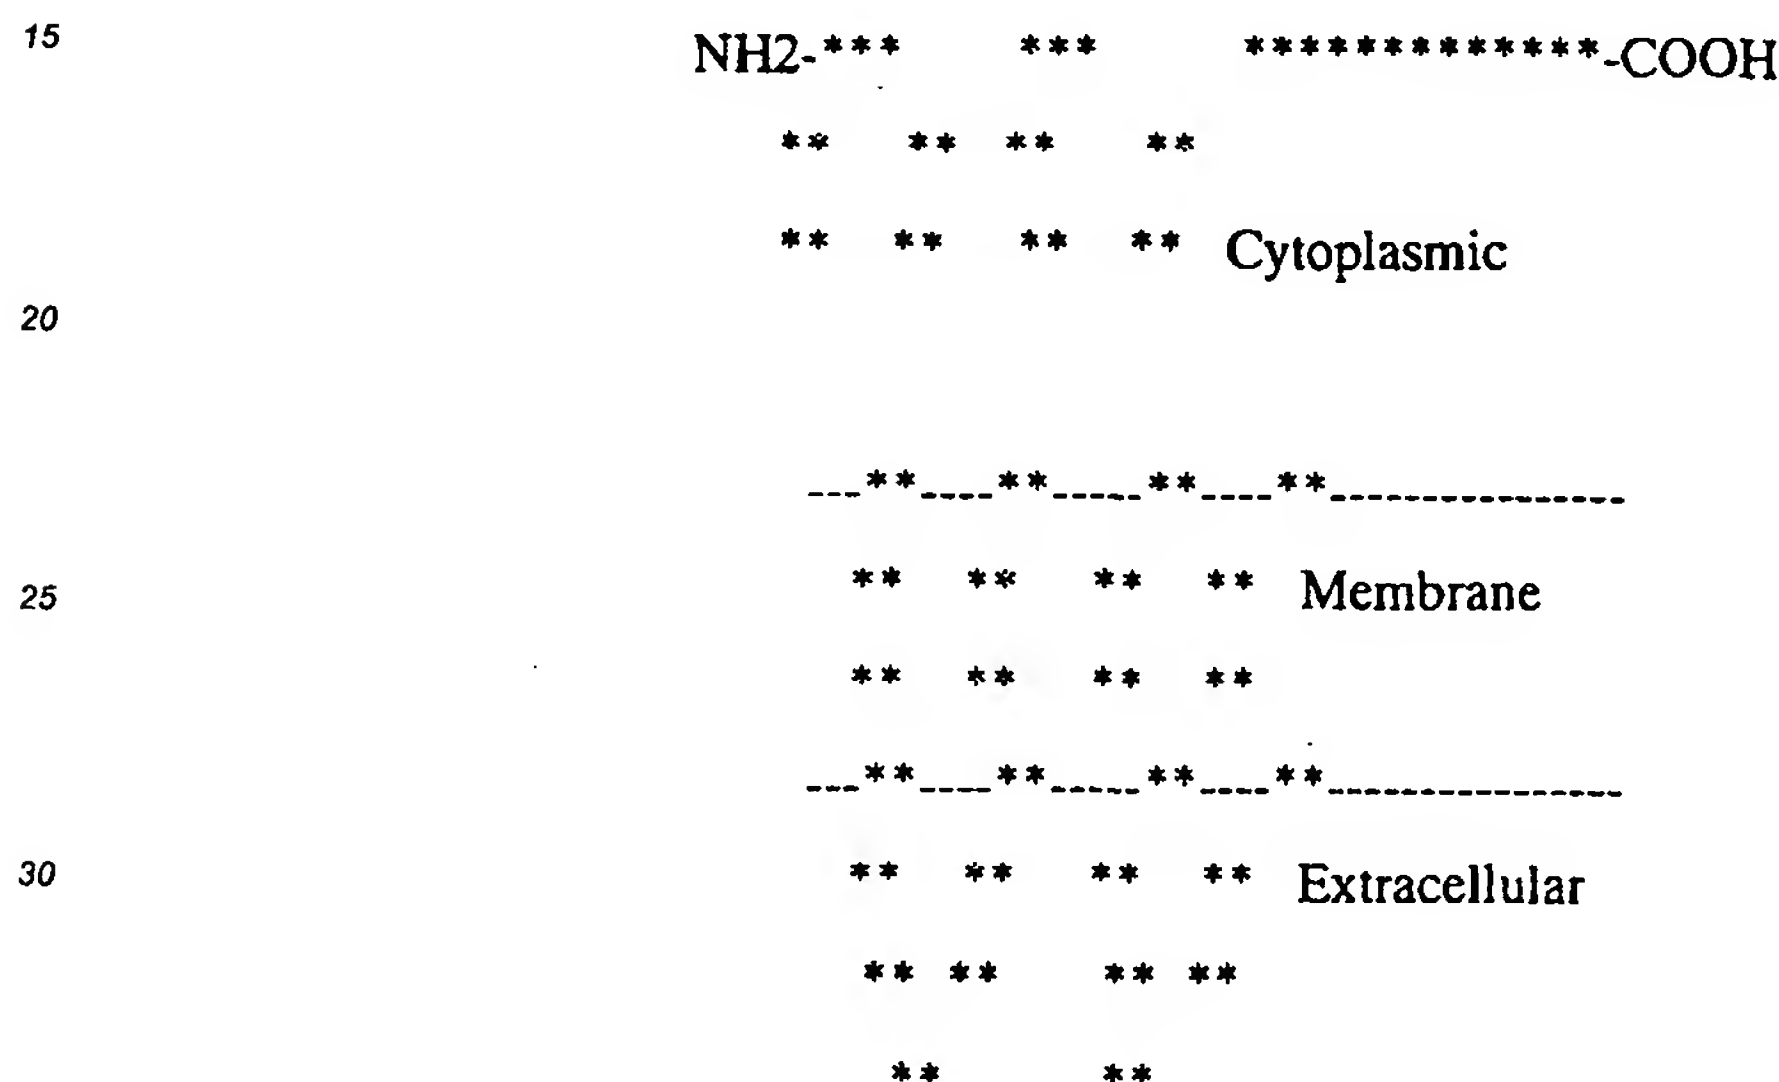 15 NH2-*** *** *************-COOH
** ** ** **
** ** ** ** Cytoplasmic
20
---**----**-----**----**----------------
25 ** ** ** ** Membrane
** ** ** **
---**----**-----**----**----------------
30 ** ** ** ** Extracellular
** ** ** **
** **